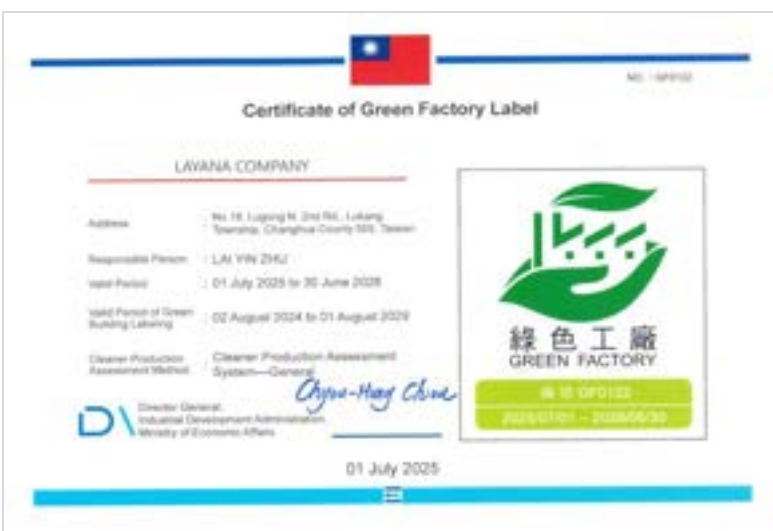 NO. : GF0122
Certificate of Green Factory Label
LAYANA COMPANY
Address : No.18, Lugong N. 2nd Rd., Lukang
Township, Changhua County 505, Taiwan
Responsible Person : LAI YIN ZHU
Valid Period : 01 July 2025 to 30 June 2028
Valid Period of Green
Building Labeling : 02 August 2024 to 01 August 2029
Cleaner Production
Assessment Method : Cleaner Production Assessment
System—General
Director General,
Industrial Development Administration,
Ministry of Economic Affairs
01 July 2025
綠色工廠
GREEN FACTORY
2025/07/01 ~ 2028/06/30